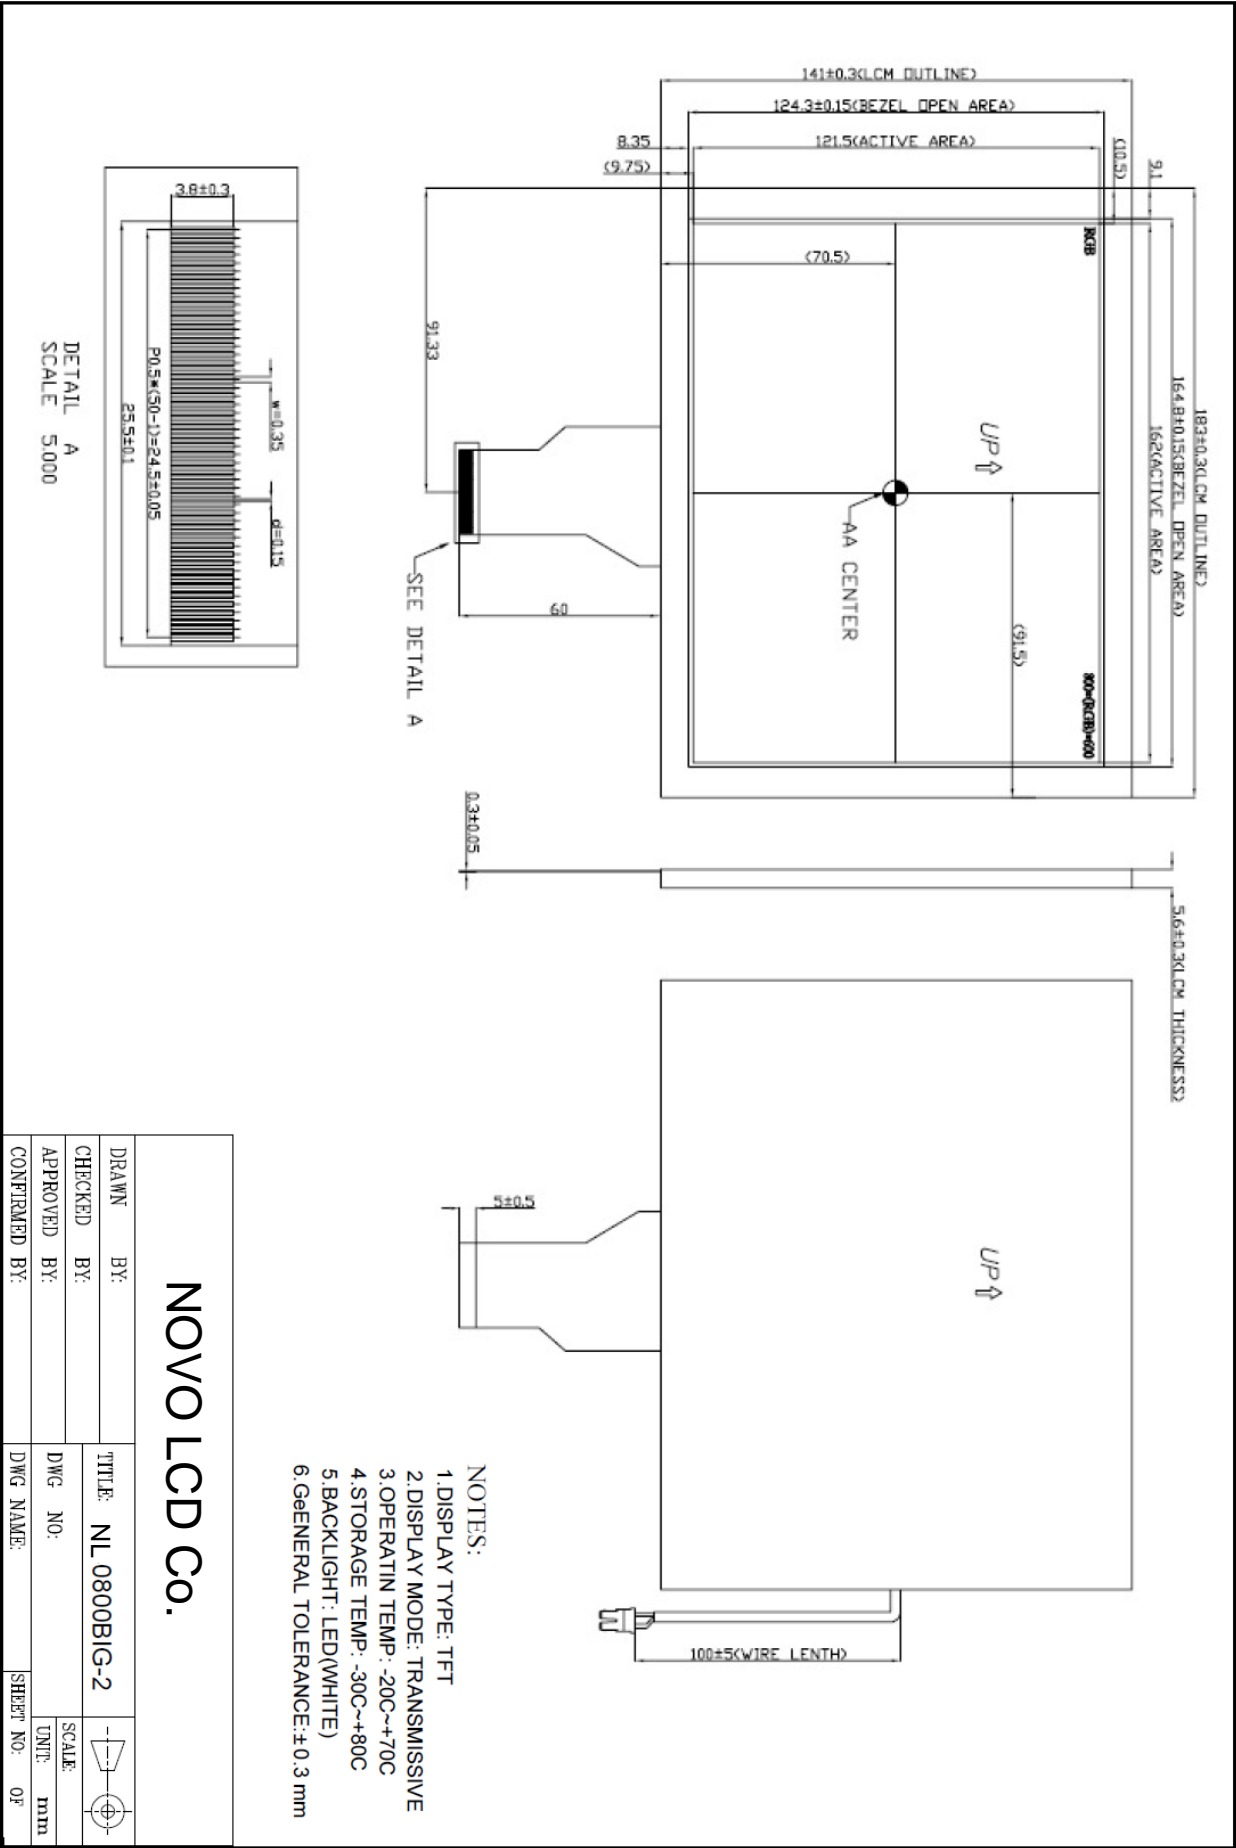 183±0.3(LCM OUTLINE)
164.8±0.15(BEZEL OPEN AREA)
162(ACTIVE AREA)
9.1
(10.5)
141±0.3(LCM OUTLINE)
124.3±0.15(BEZEL OPEN AREA)
121.5(ACTIVE AREA)
8.35
(9.75)
RGB
800*(RGB)*600
(70.5)
(91.5)
UP
AA CENTER
91.33
60
SEE DETAIL A
5.6±0.3(LCM THICKNESS)
0.3±0.05
UP
5±0.5
100±5(WIRE LENTH)
3.8±0.3
w=0.35
d=0.15
P0.5*(50-1)=24.5±0.05
25.5±0.1
DETAIL A
SCALE 5.000
NOTES:
1.DISPLAY TYPE: TFT
2.DISPLAY MODE: TRANSMISSIVE
3.OPERATIN TEMP: -20C~+70C
4.STORAGE TEMP: -30C~+80C
5.BACKLIGHT: LED(WHITE)
6.GeENERAL TOLERANCE:±0.3 mm
NOVO LCD Co.
DRAWN BY:
CHECKED BY:
APPROVED BY:
CONFIRMED BY:
TITLE: NL 0800BIG-2
DWG NO:
DWG NAME:
SCALE:
UNIT: mm
SHEET NO: OF